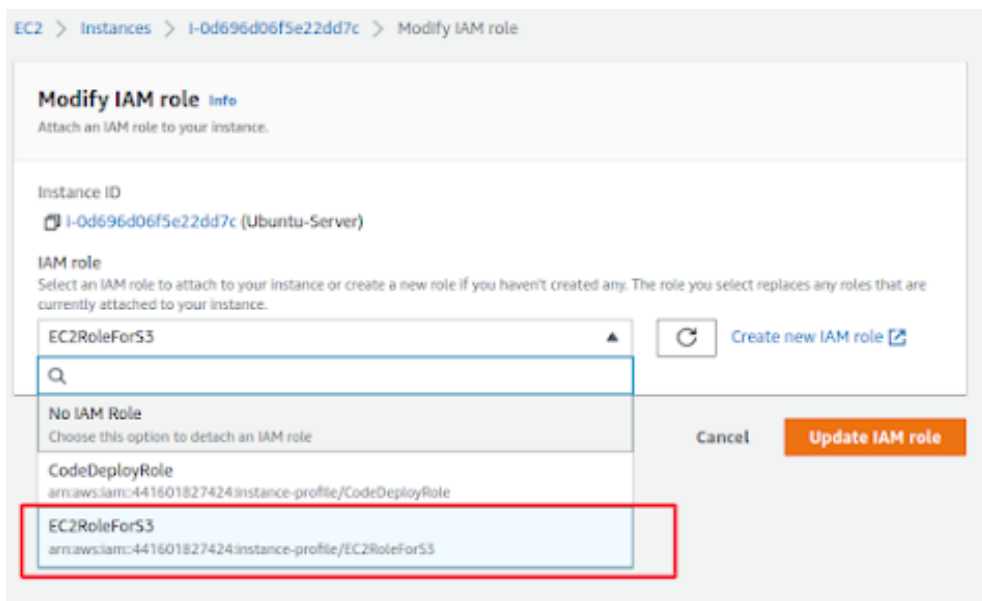 EC2 > Instances > i-0d696d06f5e22dd7c > Modify IAM role
Modify IAM role Info
Attach an IAM role to your instance.
Instance ID
i-0d696d06f5e22dd7c (Ubuntu-Server)
IAM role
Select an IAM role to attach to your instance or create a new role if you haven't created any. The role you select replaces any roles that are
currently attached to your instance.
EC2RoleForS3
Create new IAM role
No IAM Role
Choose this option to detach an IAM role
Cancel
Update IAM role
CodeDeployRole
arn:aws:iam::441601827424:instance-profile/CodeDeployRole
EC2RoleForS3
arn:aws:iam::441601827424:instance-profile/EC2RoleForS3